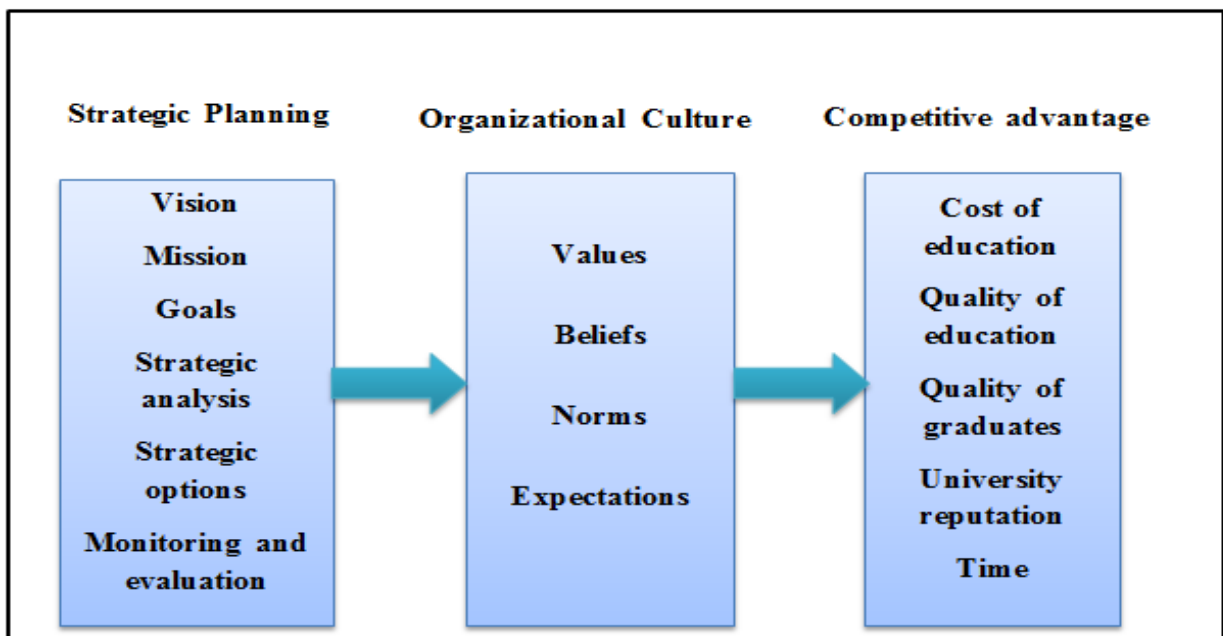 Strategic Planning
Organizational Culture
Competitive advantage
Vision
Mission
Goals
Strategic
analysis
Strategic
options
Monitoring and
evaluation
Values
Beliefs
Norms
Expectations
Cost of
education
Quality of
education
Quality of
graduates
University
reputation
Time